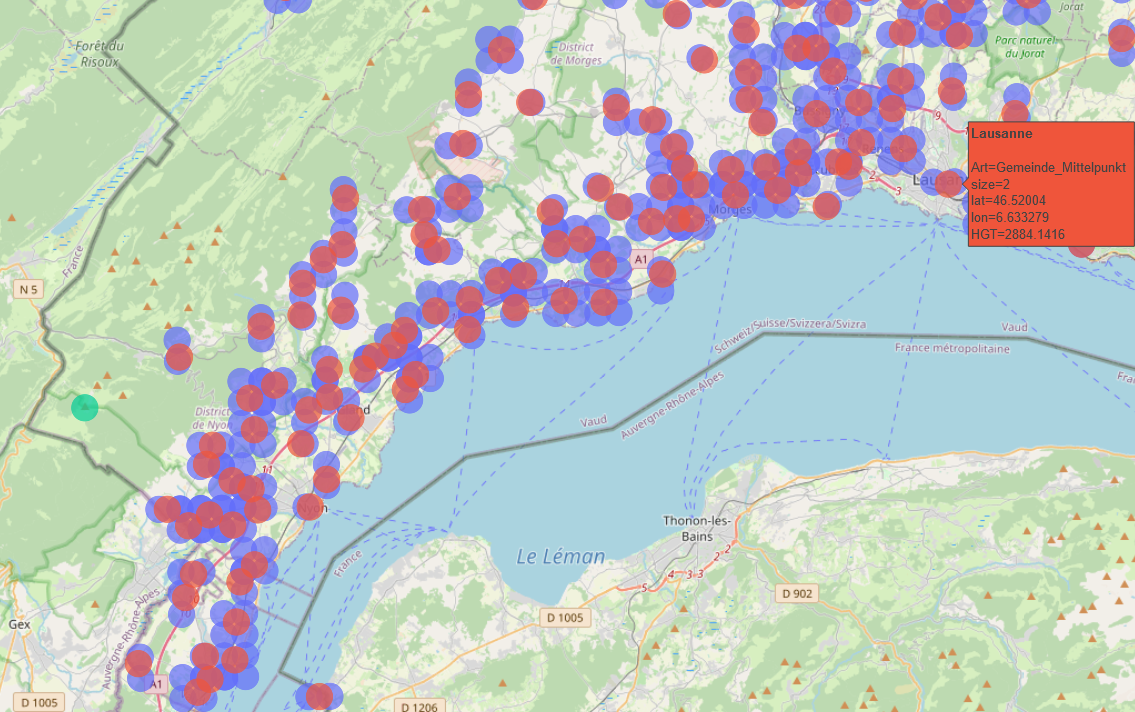 Jorat
Forêt du
Risoux
District
de Morges
Parc naturel
du Jorat
9
Lausanne
Art=Gemeinde_Mittelpunkt
size=2
lat=46.52004
lon=6.633279
HGT=2884.1416
2
3
Morges
France
A1
N 5
Schweiz/Suisse/Svizzera/Svizra
Vaud
France métropolitaine
Auvergne-Rhône-Alpes
Vaud
District
de Nyon
11
Nyon
Thonon-les-
Bains
Le Léman
France
2
2
4
3
3
5
D 902
Auvergne-Rhône-Alpes
D 1005
Gex
A1
D 1005
D 1206